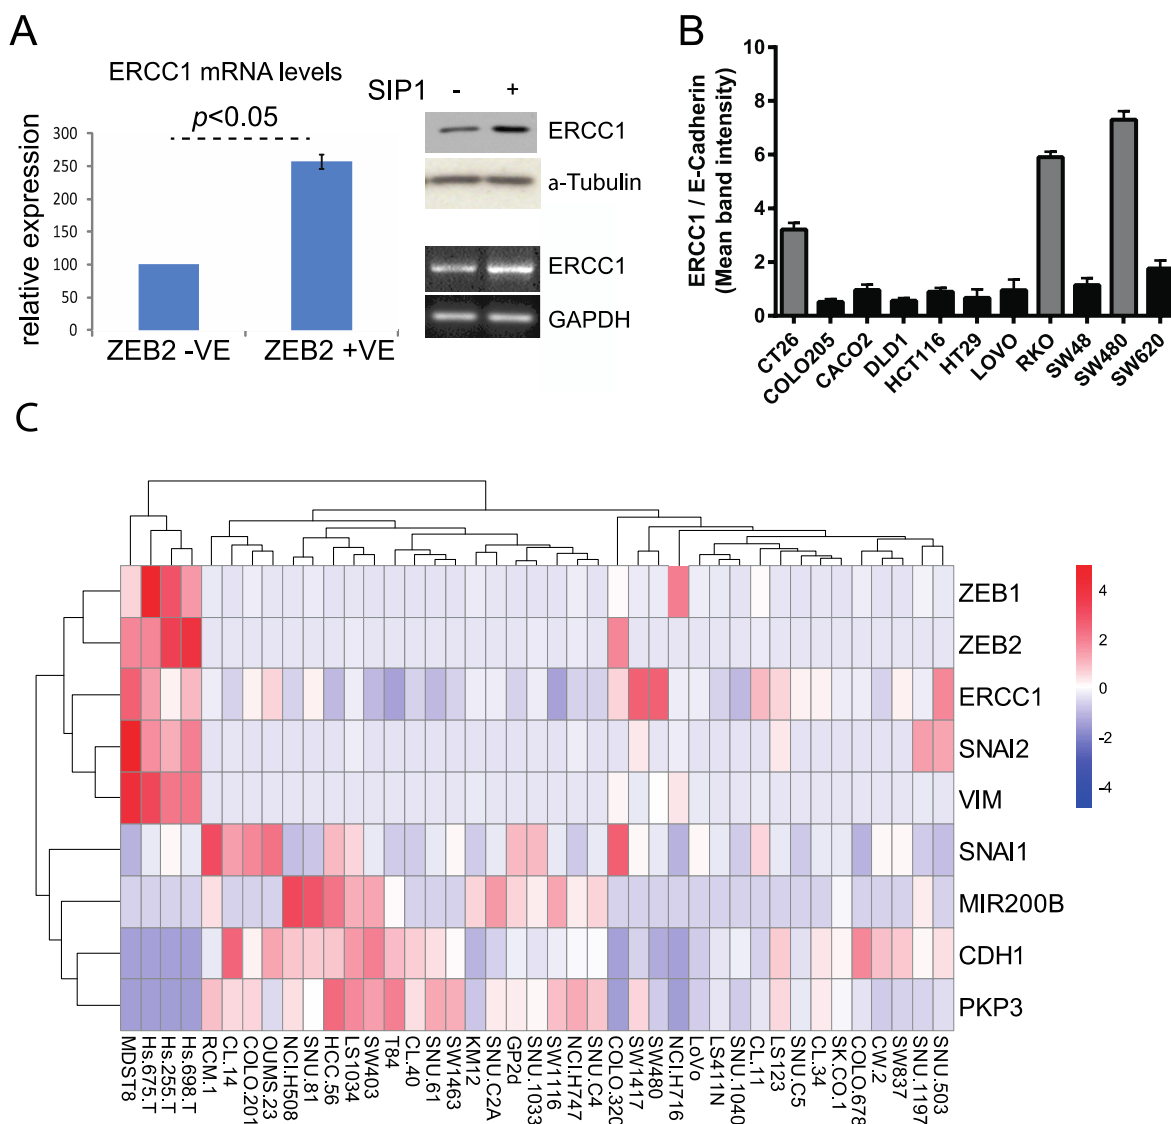 A
ERCC1 mRNA levels
p<0.05
relative expression
300
250
200
150
100
50
0
ZEB2 -VE
ZEB2 +VE
SIP1 - +
ERCC1
a-Tubulin
ERCC1
GAPDH
B
ERCC1 / E-Cadherin
(Mean band intensity)
10
8
6
4
2
0
CT26
COLO205
CACO2
DLD1
HCT116
HT29
LOVO
RKO
SW48
SW480
SW620
C
ZEB1
ZEB2
ERCC1
SNAI2
VIM
SNAI1
MIR200B
CDH1
PKP3
4
2
0
-2
-4
MDST8
Hs.675.T
Hs.255.T
Hs.698.T
RCM.1
CL.14
COLO.201
OUMS.23
NCI.H508
SNU.81
HCC.56
LS1034
SW403
T84
CL.40
SNU.61
SW1463
KM12
SNU.C2A
GP2d
SNU.1033
SW1116
NCI.H747
SNU.C4
COLO.320
SW1417
SW480
NCI.H716
LoVo
LS411N
SNU.1040
CL.11
LS123
SNU.C5
CL.34
SK.CO.1
COLO.678
CW.2
SW837
SNU.1197
SNU.503